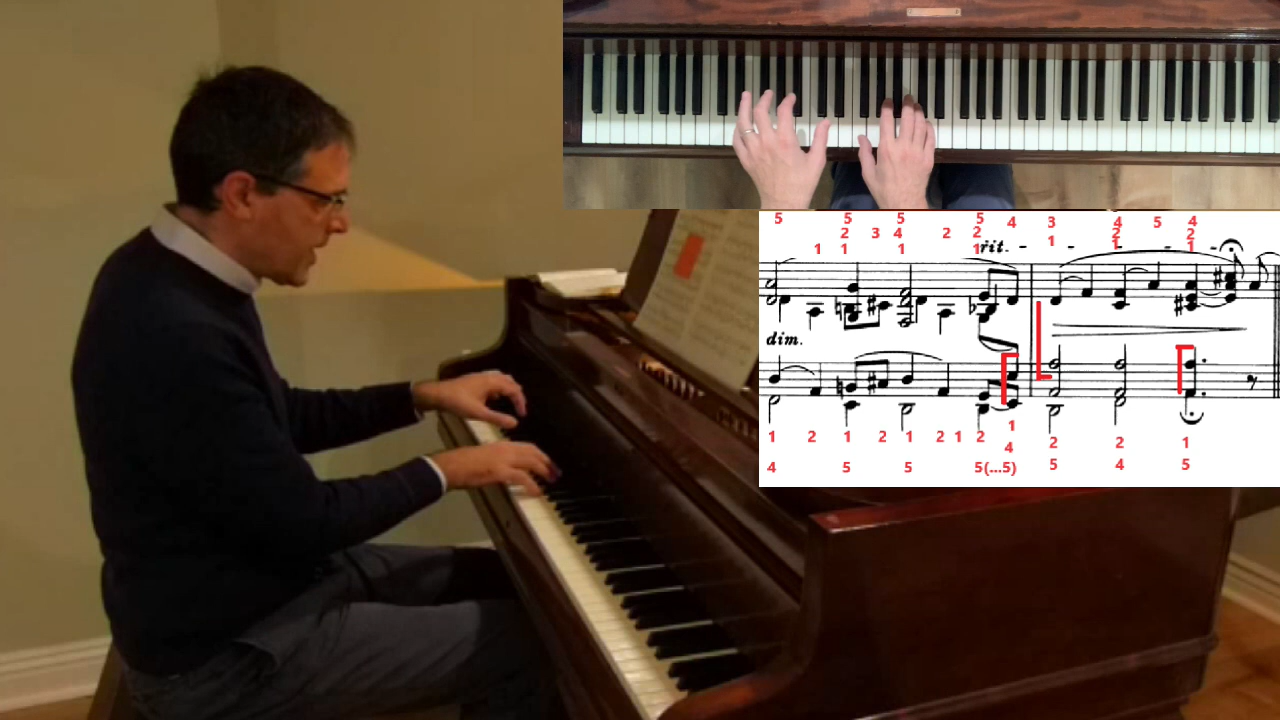 5 5 5 5 4 3 4 5 4
2 3 4 2 2 2 2
1 1 1 1 1 1 1
rit. - - - -
dim.
1 2 1 2 1 2 1 2 1 2 2 1
4
4 5 5 5(...5) 5 4 5